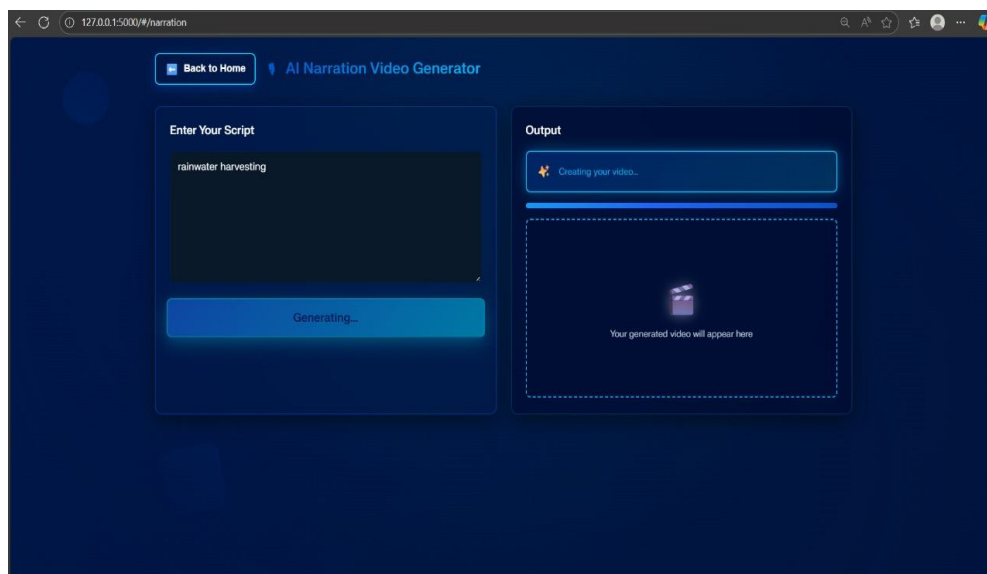 127.0.0.1:5000/#/narration
Back to Home
AI Narration Video Generator
Enter Your Script
rainwater harvesting
Generating...
Output
Creating your video...
Your generated video will appear here